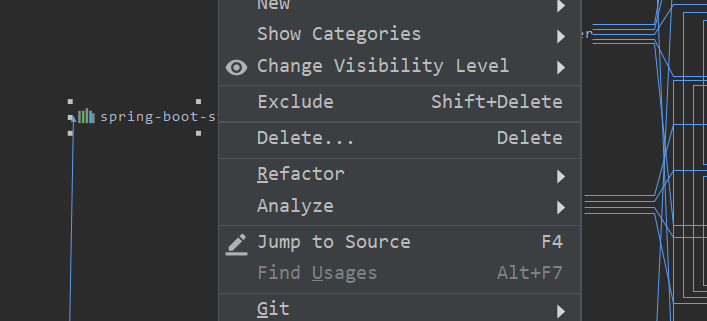 New
Show Categories
Change Visibility Level
Exclude Shift+Delete
spring-boot-s
Delete... Delete
Refactor
Analyze
Jump to Source F4
Find Usages Alt+F7
Git